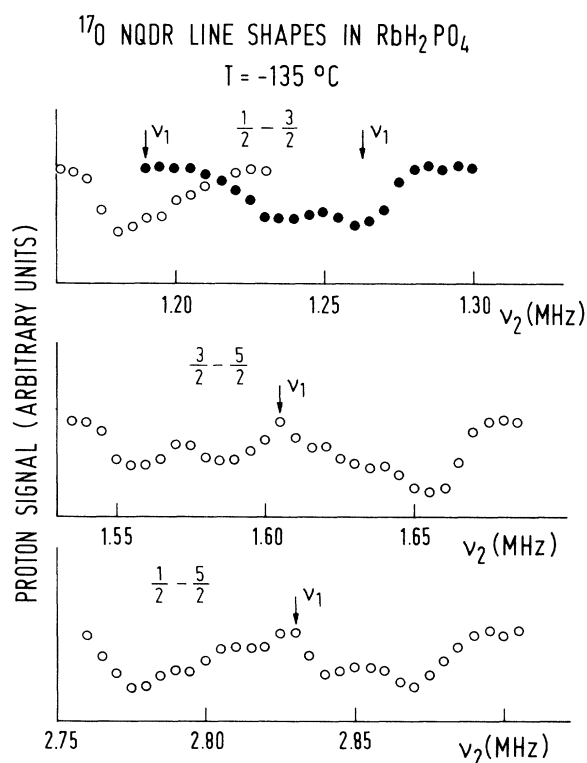 ¹⁷O NQDR LINE SHAPES IN RbH₂PO₄
T = -135 °C
PROTON SIGNAL (ARBITRARY UNITS)
ν₁ 1/2 - 3/2 ν₁
1.20 1.25 1.30 ν₂ (MHz)
3/2 - 5/2 ν₁
1.55 1.60 1.65 ν₂ (MHz)
1/2 - 5/2 ν₁
2.75 2.80 2.85 ν₂ (MHz)